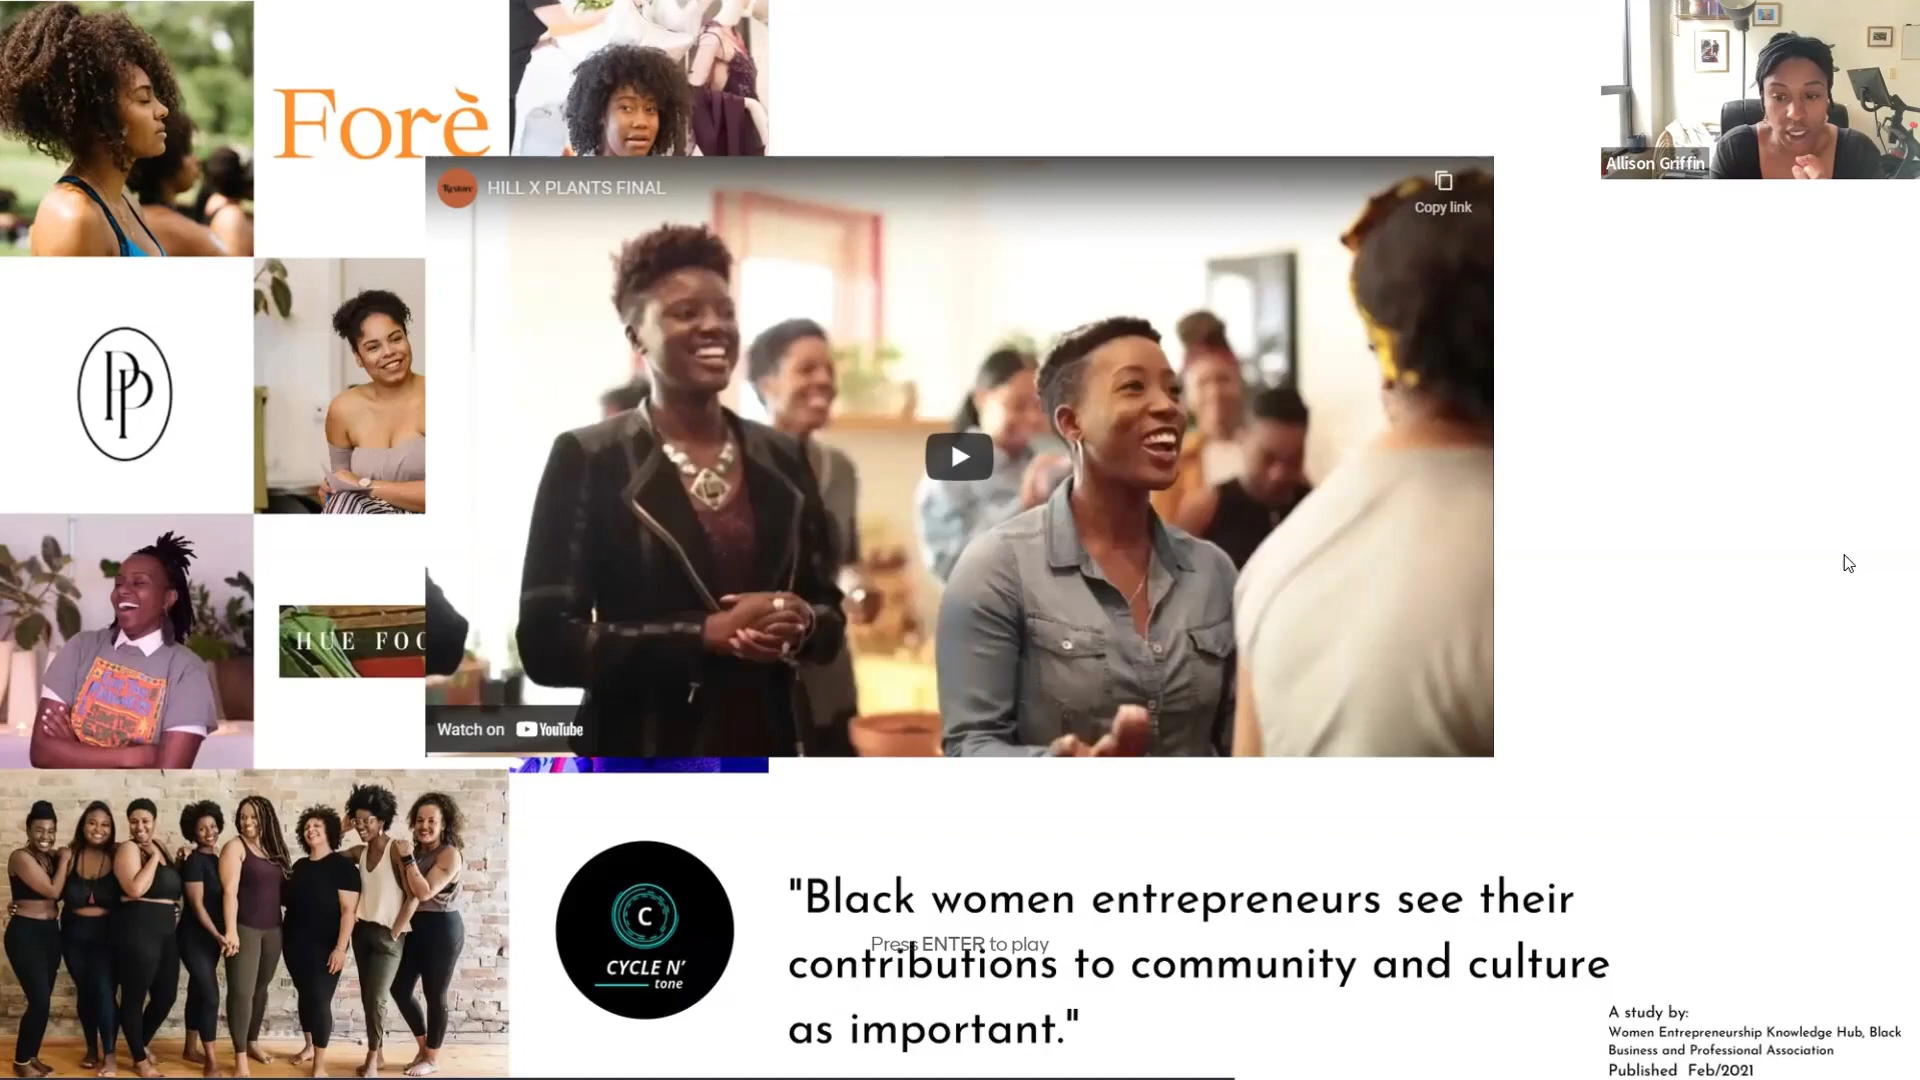 Forè
Allison Griffin
Restore
HILL X PLANTS FINAL
Copy link
PP
HUE FOO
Watch on YouTube
C
CYCLE N'
tone
"Black women entrepreneurs see their
Press ENTER to play
contributions to community and culture
as important."
A study by:
Women Entrepreneurship Knowledge Hub, Black
Business and Professional Association
Published Feb/2021